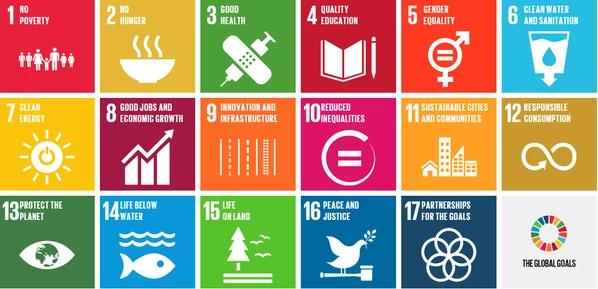 1 NO
POVERTY
2 NO
HUNGER
3 GOOD
HEALTH
4 QUALITY
EDUCATION
5 GENDER
EQUALITY
6 CLEAN WATER
AND SANITATION
7 CLEAN
ENERGY
8 GOOD JOBS AND
ECONOMIC GROWTH
9 INNOVATION AND
INFRASTRUCTURE
10 REDUCED
INEQUALITIES
11 SUSTAINABLE CITIES
AND COMMUNITIES
12 RESPONSIBLE
CONSUMPTION
13 PROTECT THE
PLANET
14 LIFE BELOW
WATER
15 LIFE
ON LAND
16 PEACE AND
JUSTICE
17 PARTNERSHIPS
FOR THE GOALS
THE GLOBAL GOALS